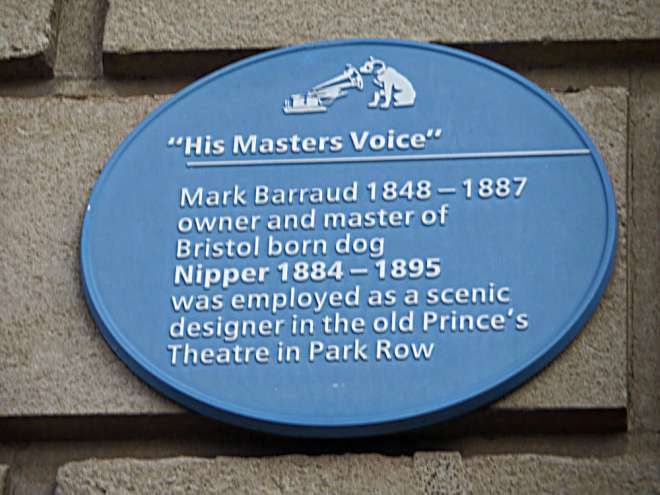 “His Masters Voice”
Mark Barraud 1848 – 1887
owner and master of
Bristol born dog
Nipper 1884 – 1895
was employed as a scenic
designer in the old Prince‘s
Theatre in Park Row